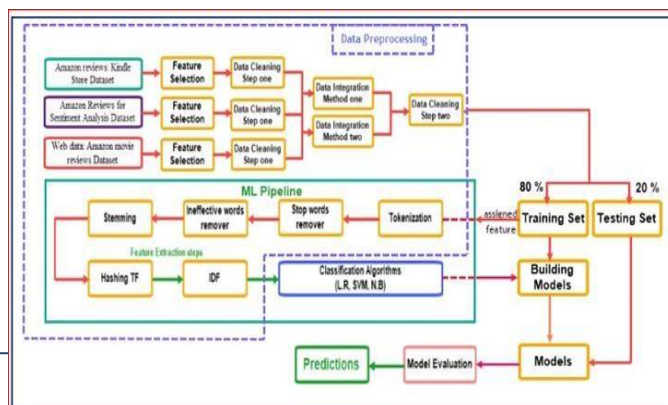 Data Preprocessing
Amazon reviews: Kindle
Store Dataset
Feature
Selection
Data Cleaning
Step one
Amazon Reviews for
Sentiment Analysis Dataset
Feature
Selection
Data Cleaning
Step one
Web data: Amazon movie
reviews Dataset
Feature
Selection
Data Cleaning
Step one
Data Integration
Method one
Data Integration
Method two
Data Cleaning
Step two
80 %
20 %
ML Pipeline
Stemming
Ineffective words
remover
Stop words
remover
Tokenization
assigned
feature
Training Set
Testing Set
Feature Extraction steps
Hashing TF
IDF
Classification Algorithms
(L.R, SVM, N.B)
Building
Models
Predictions
Model Evaluation
Models